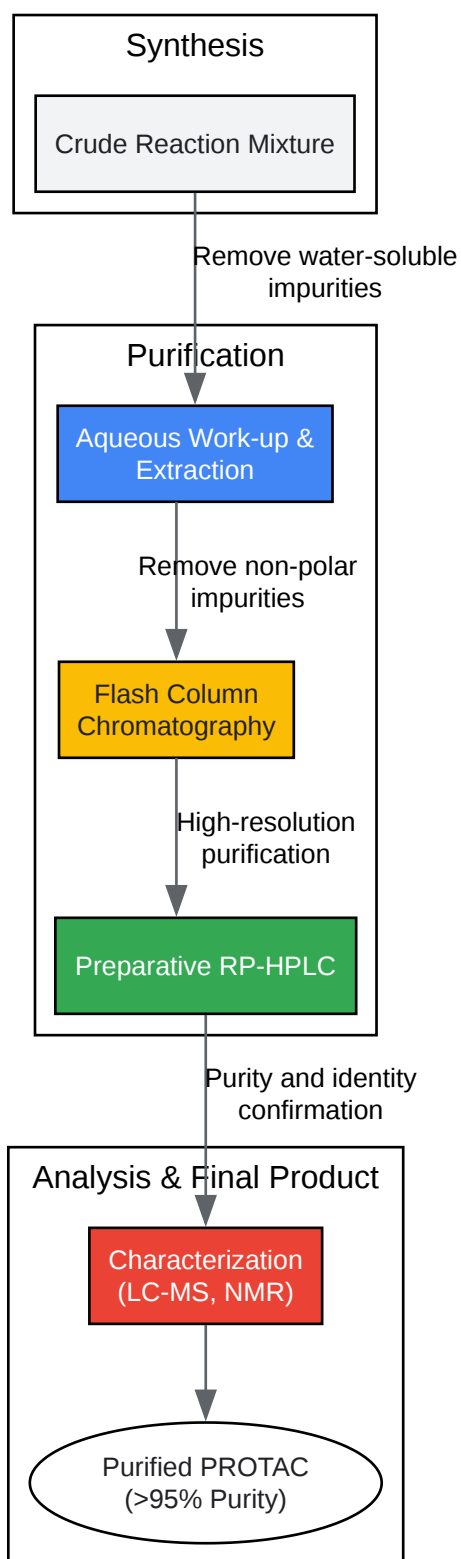 Synthesis
Crude Reaction Mixture
Remove water-soluble
impurities
Purification
Aqueous Work-up &
Extraction
Remove non-polar
impurities
Flash Column
Chromatography
High-resolution
purification
Preparative RP-HPLC
Purity and identity
confirmation
Analysis & Final Product
Characterization
(LC-MS, NMR)
Purified PROTAC
(>95% Purity)